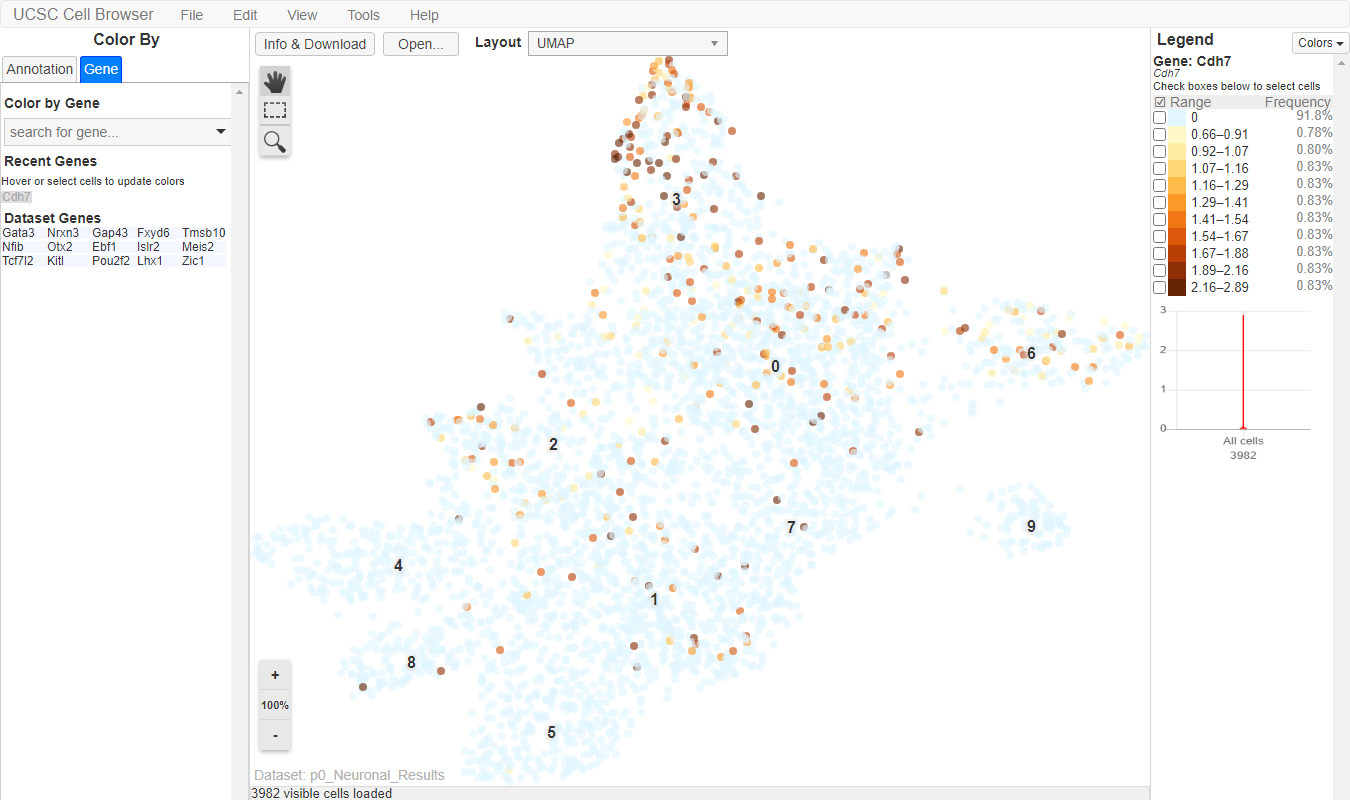 UCSC Cell Browser File Edit View Tools Help
Color By
Annotation Gene
Color by Gene
search for gene...
Recent Genes
Hover or select cells to update colors
Cdh7
Dataset Genes
Gata3 Nrxn3 Gap43 Fxyd6 Tmsb10
Nfib Otx2 Ebf1 Islr2 Meis2
Tcf7l2 Kitl Pou2f2 Lhx1 Zic1
Info & Download Open... Layout UMAP
3
0
6
2
7
9
4
1
8
5
+
100%
-
Dataset: p0_Neuronal_Results
3982 visible cells loaded
Legend Colors
Gene: Cdh7
Cdh7
Check boxes below to select cells
Range Frequency
0 91.8%
0.66–0.91 0.78%
0.92–1.07 0.80%
1.07–1.16 0.83%
1.16–1.29 0.83%
1.29–1.41 0.83%
1.41–1.54 0.83%
1.54–1.67 0.83%
1.67–1.88 0.83%
1.89–2.16 0.83%
2.16–2.89 0.83%
3
2
1
0
All cells
3982